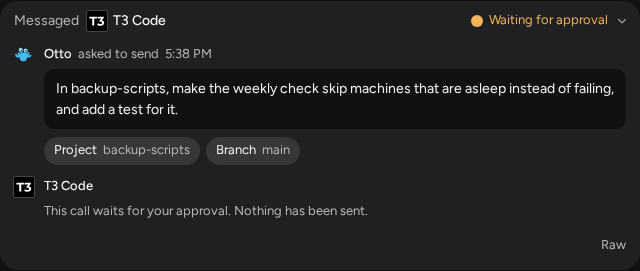 Messaged T3 T3 Code Waiting for approval
Otto asked to send 5:38 PM
In backup-scripts, make the weekly check skip machines that are asleep instead of failing,
and add a test for it.
Project backup-scripts Branch main
T3 T3 Code
This call waits for your approval. Nothing has been sent.
Raw